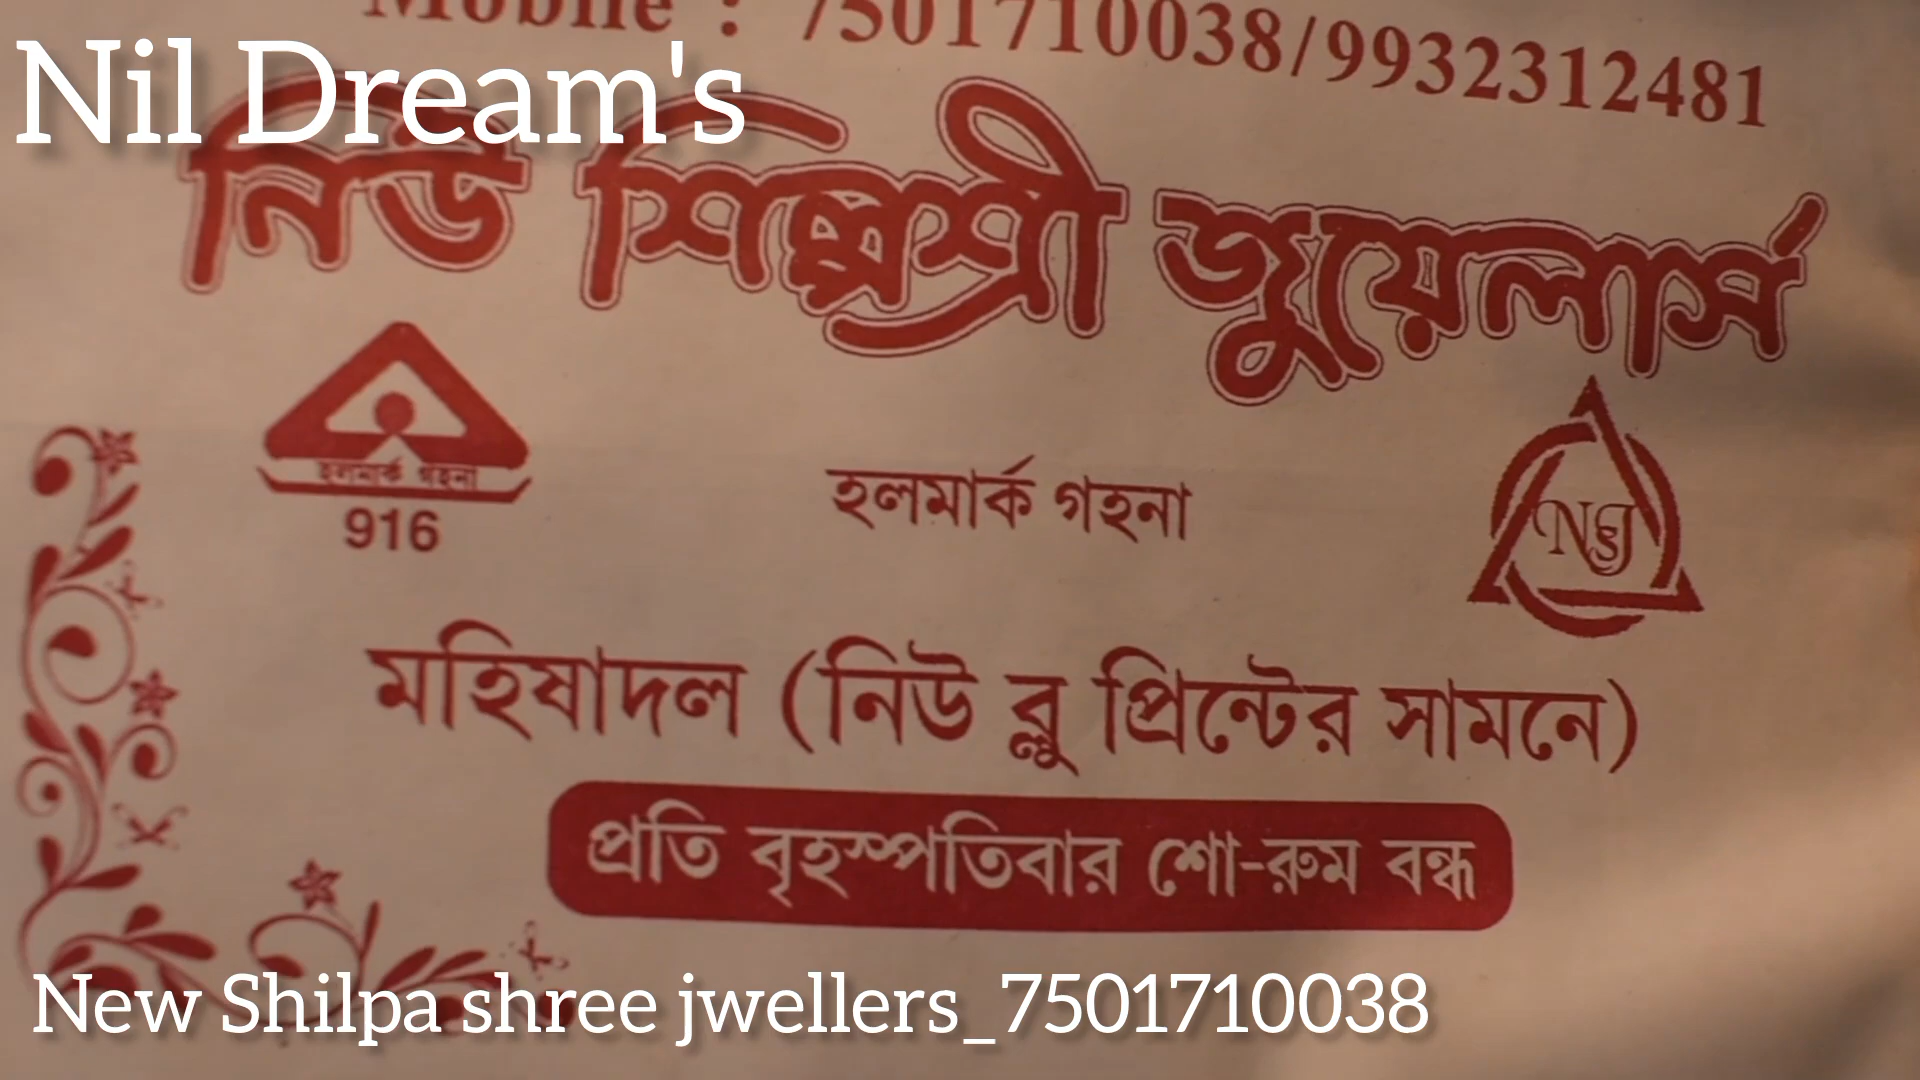 Mobile : 7501710038/9932312481
Nil Dream's
নিউ শিল্পশ্রী জুয়েলার্স
হলমার্ক গহনা
916
হলমার্ক গহনা
NSJ
মহিষাদল (নিউ ব্লু প্রিন্টের সামনে)
প্রতি বৃহস্পতিবার শো-রুম বন্ধ
New Shilpa shree jwellers_7501710038